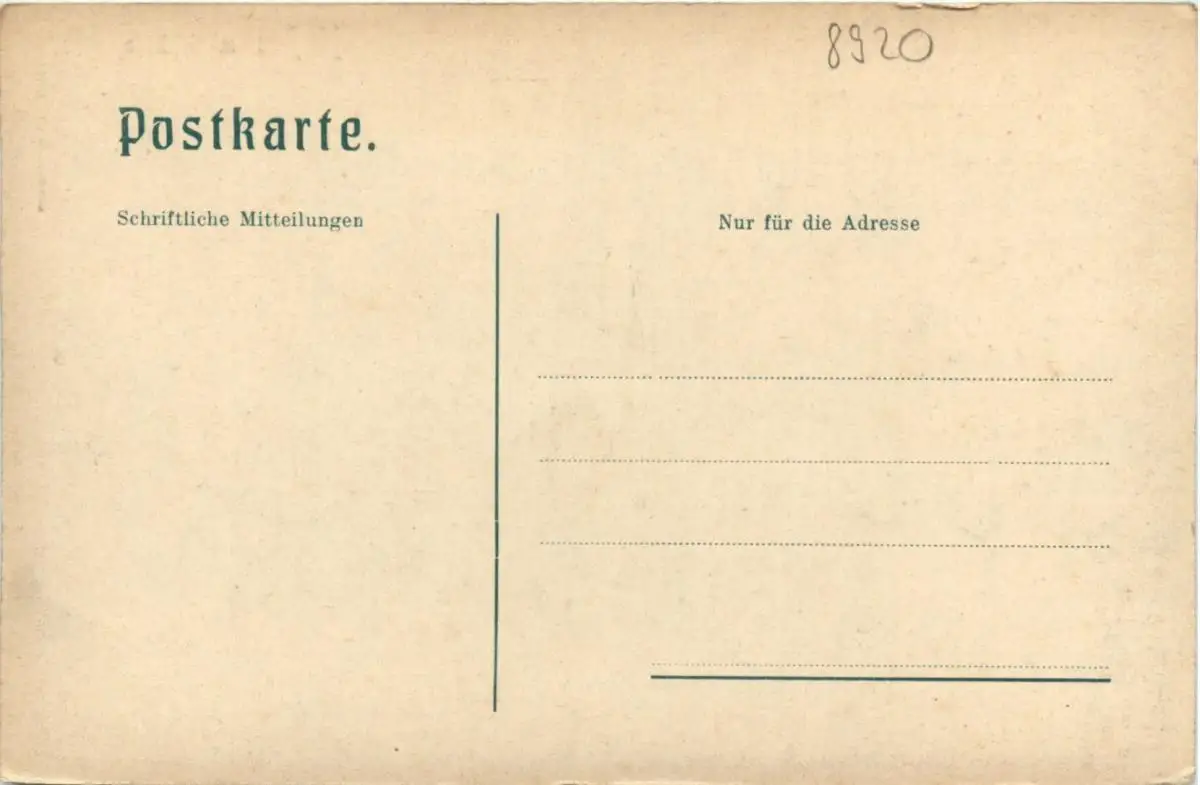 8920
Postkarte.
Schriftliche Mitteilungen
Nur für die Adresse